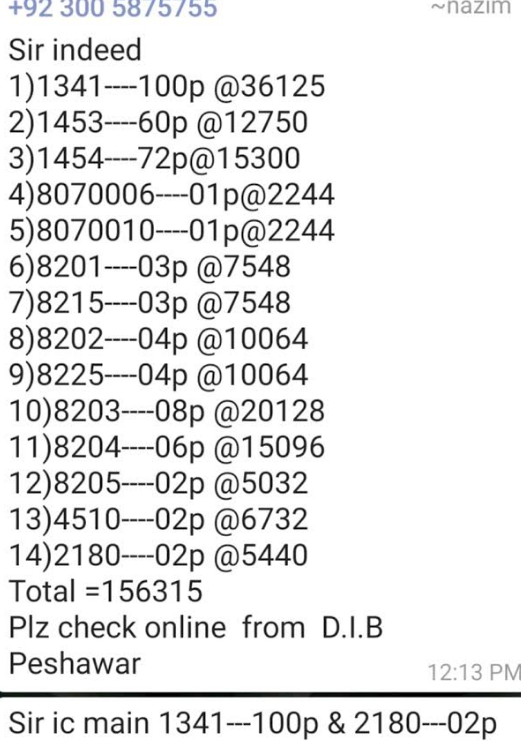 +92 300 5875755 ~nazim
Sir indeed
1)1341----100p @36125
2)1453----60p @12750
3)1454----72p@15300
4)8070006----01p@2244
5)8070010----01p@2244
6)8201----03p @7548
7)8215----03p @7548
8)8202----04p @10064
9)8225----04p @10064
10)8203----08p @20128
11)8204----06p @15096
12)8205----02p @5032
13)4510----02p @6732
14)2180----02p @5440
Total =156315
Plz check online  from  D.I.B
Peshawar
12:13 PM
Sir ic main 1341---100p & 2180---02p